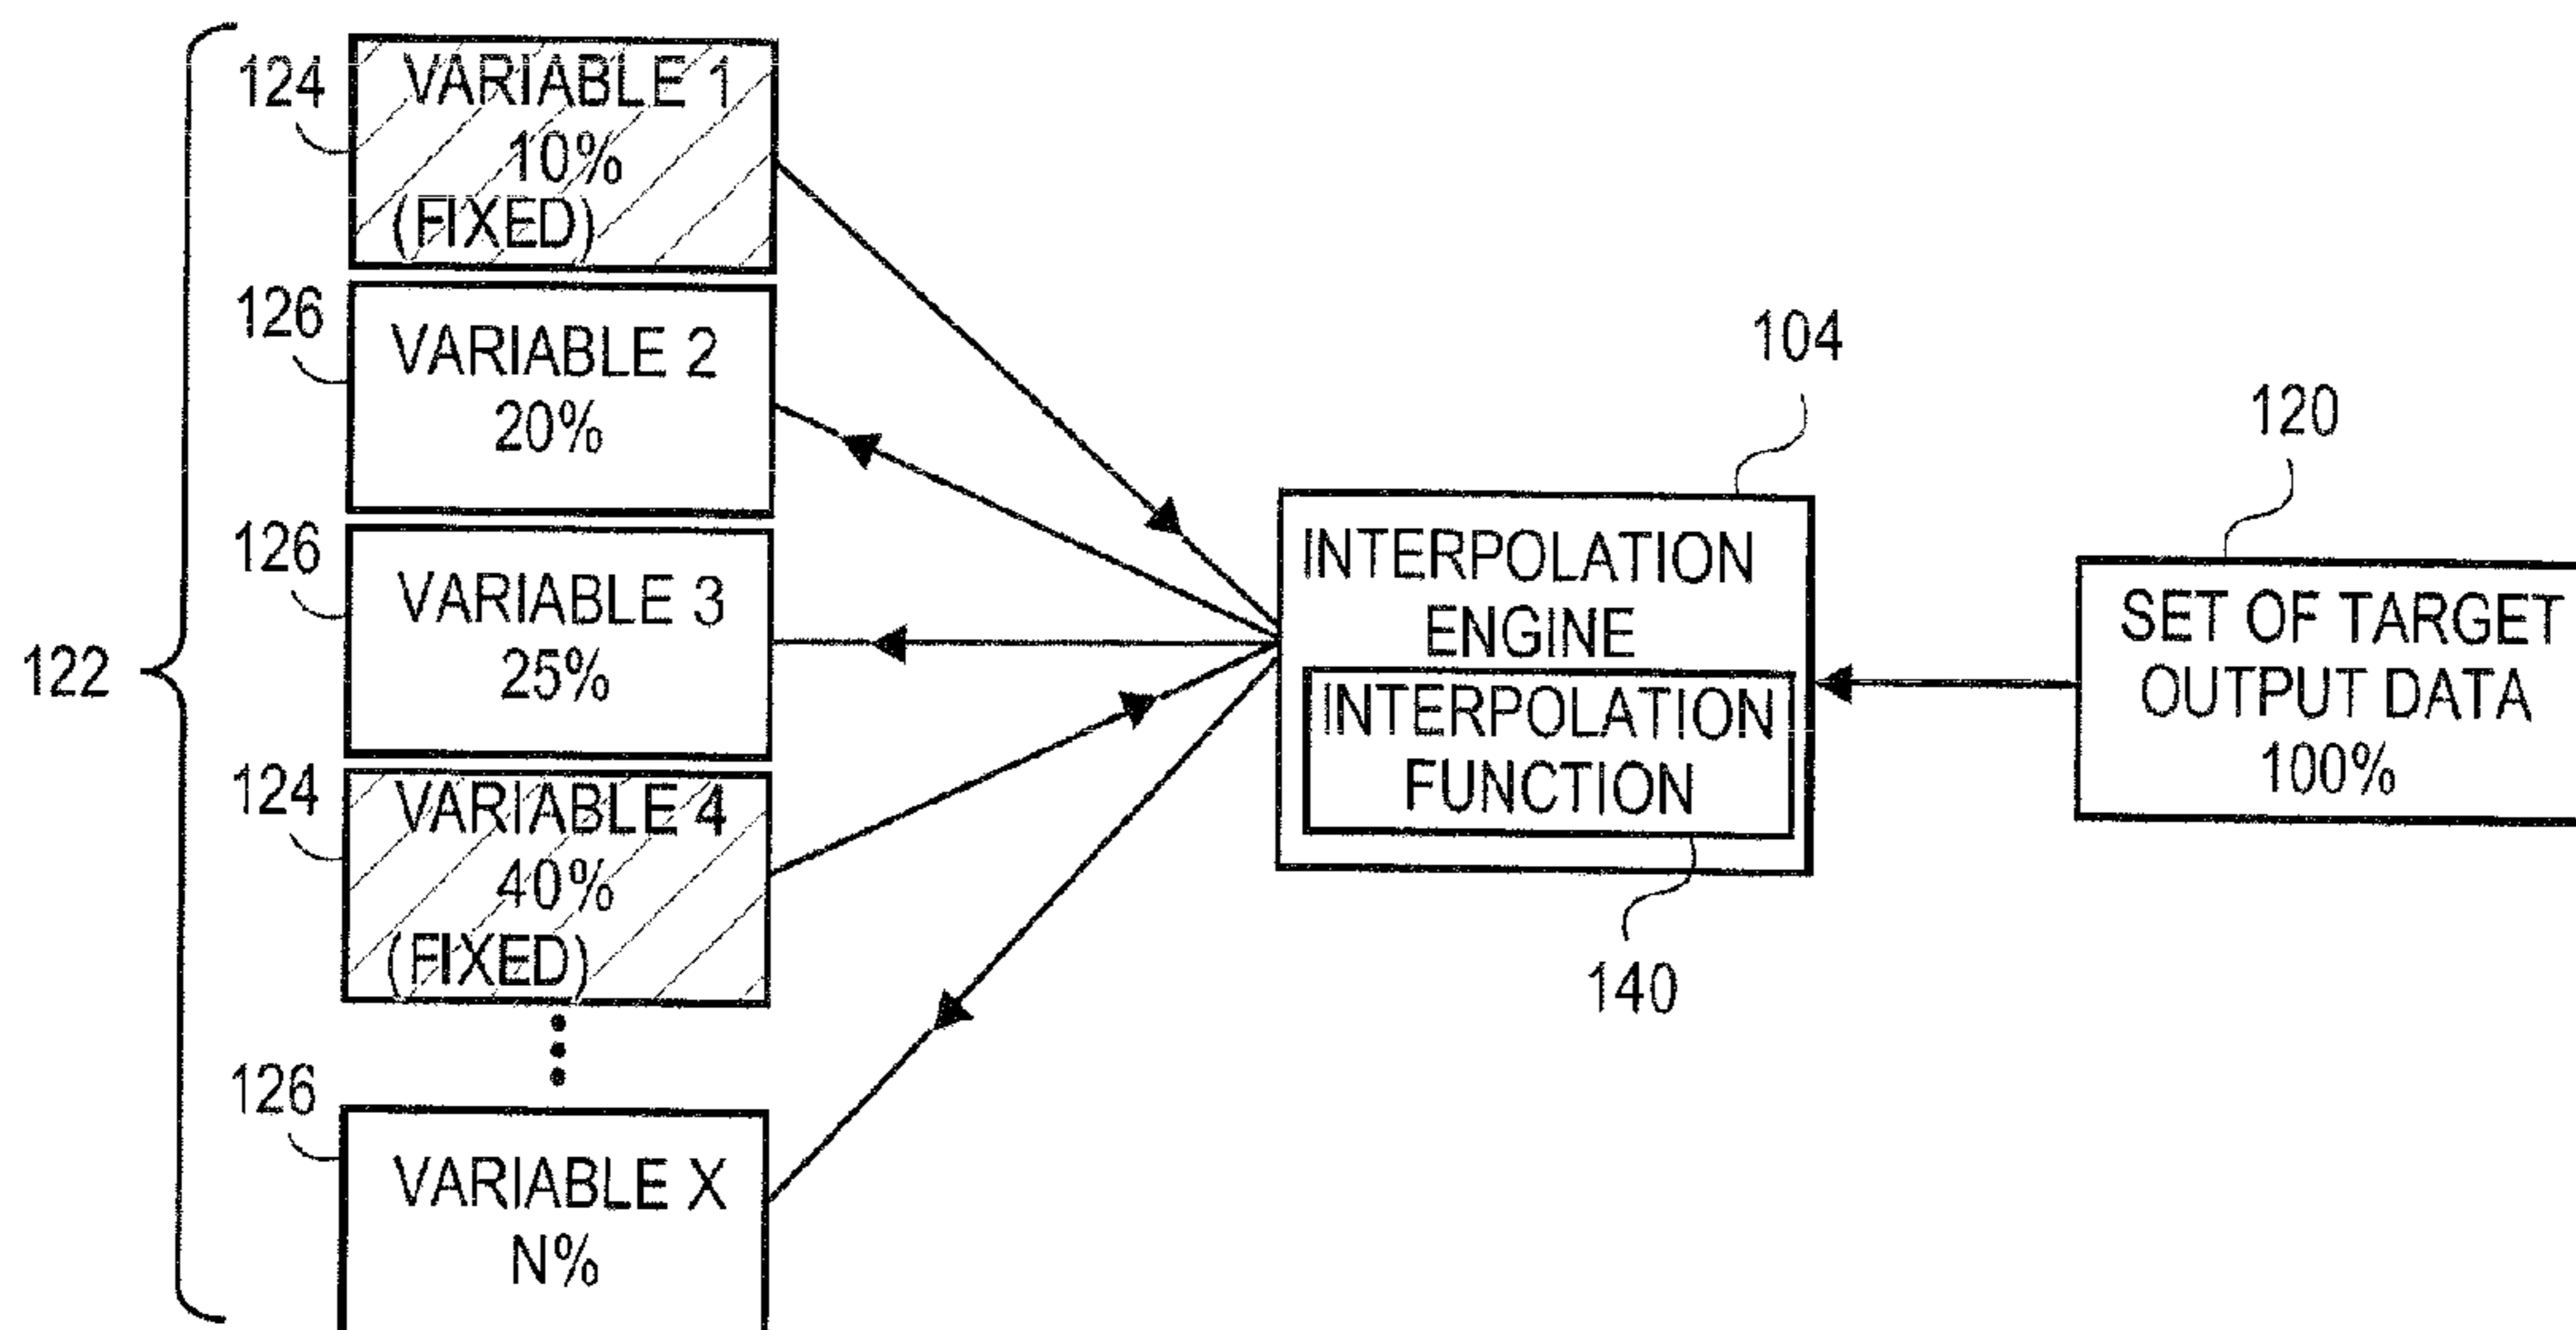 122
124
VARIABLE 1
10%
(FIXED)
126
VARIABLE 2
20%
126
VARIABLE 3
25%
124
VARIABLE 4
40%
(FIXED)
126
VARIABLE X
N%
104
INTERPOLATION
ENGINE
INTERPOLATION
FUNCTION
140
120
SET OF TARGET
OUTPUT DATA
100%